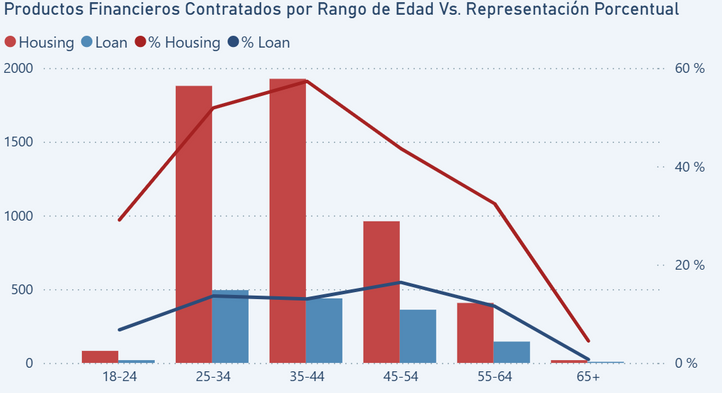 Productos Financieros Contratados por Rango de Edad Vs. Representación Porcentual
Housing Loan % Housing % Loan
2000 60 %
1500
40 %
1000
20 %
500
0 0 %
18-24 25-34 35-44 45-54 55-64 65+